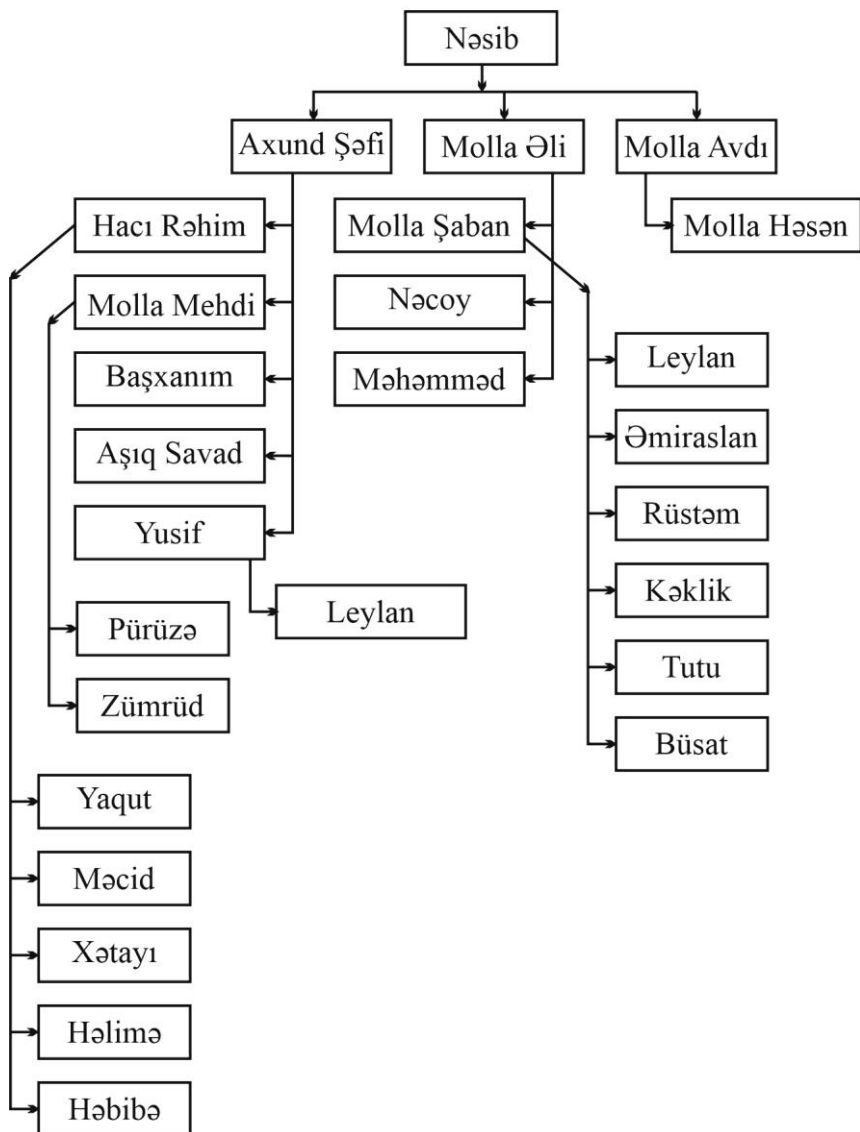 Nəsib
Axund Şəfi
Molla Əli
Molla Avdı
Hacı Rəhim
Molla Şaban
Molla Həsən
Molla Mehdi
Nəcoy
Başxanım
Məhəmməd
Leylan
Aşıq Savad
Əmiraslan
Yusif
Rüstəm
Leylan
Kəklik
Pürüzə
Tutu
Zümrüd
Büsat
Yaqut
Məcid
Xətayı
Həlimə
Həbibə